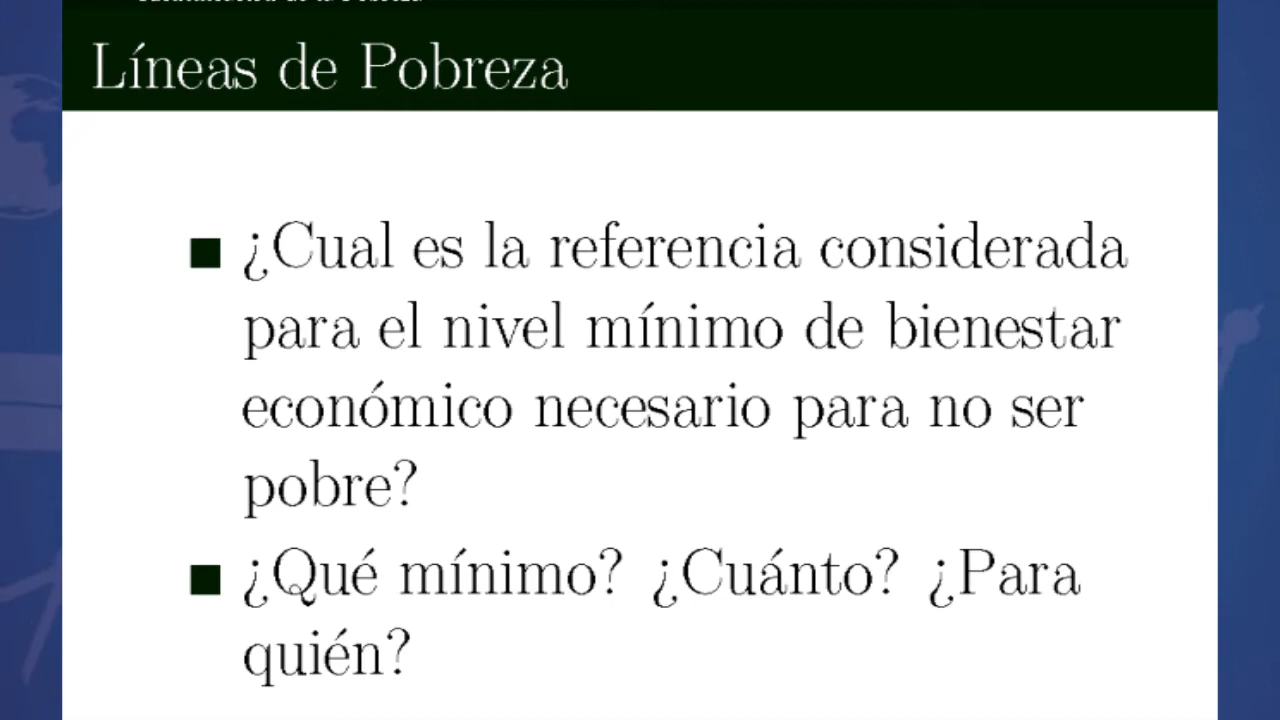 Líneas de Pobreza
■ ¿Cual es la referencia considerada
para el nivel mínimo de bienestar
económico necesario para no ser
pobre?
■ ¿Qué mínimo? ¿Cuánto? ¿Para
quién?